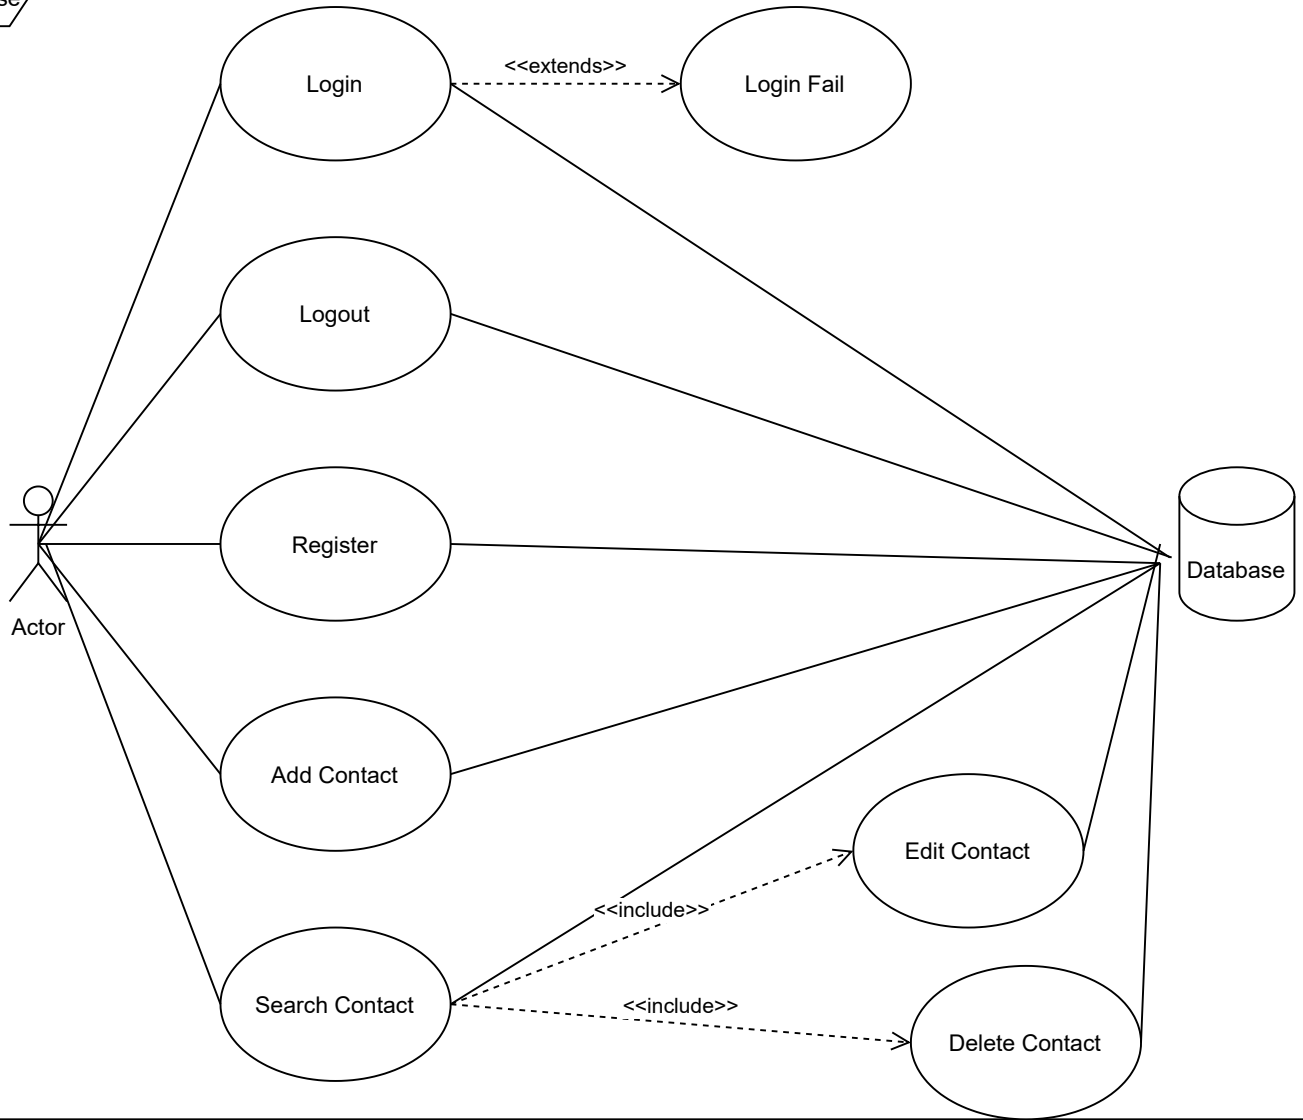 Login
<<extends>>
Login Fail
Logout
Register
Actor
Database
Add Contact
Edit Contact
<<include>>
Search Contact
<<include>>
Delete Contact